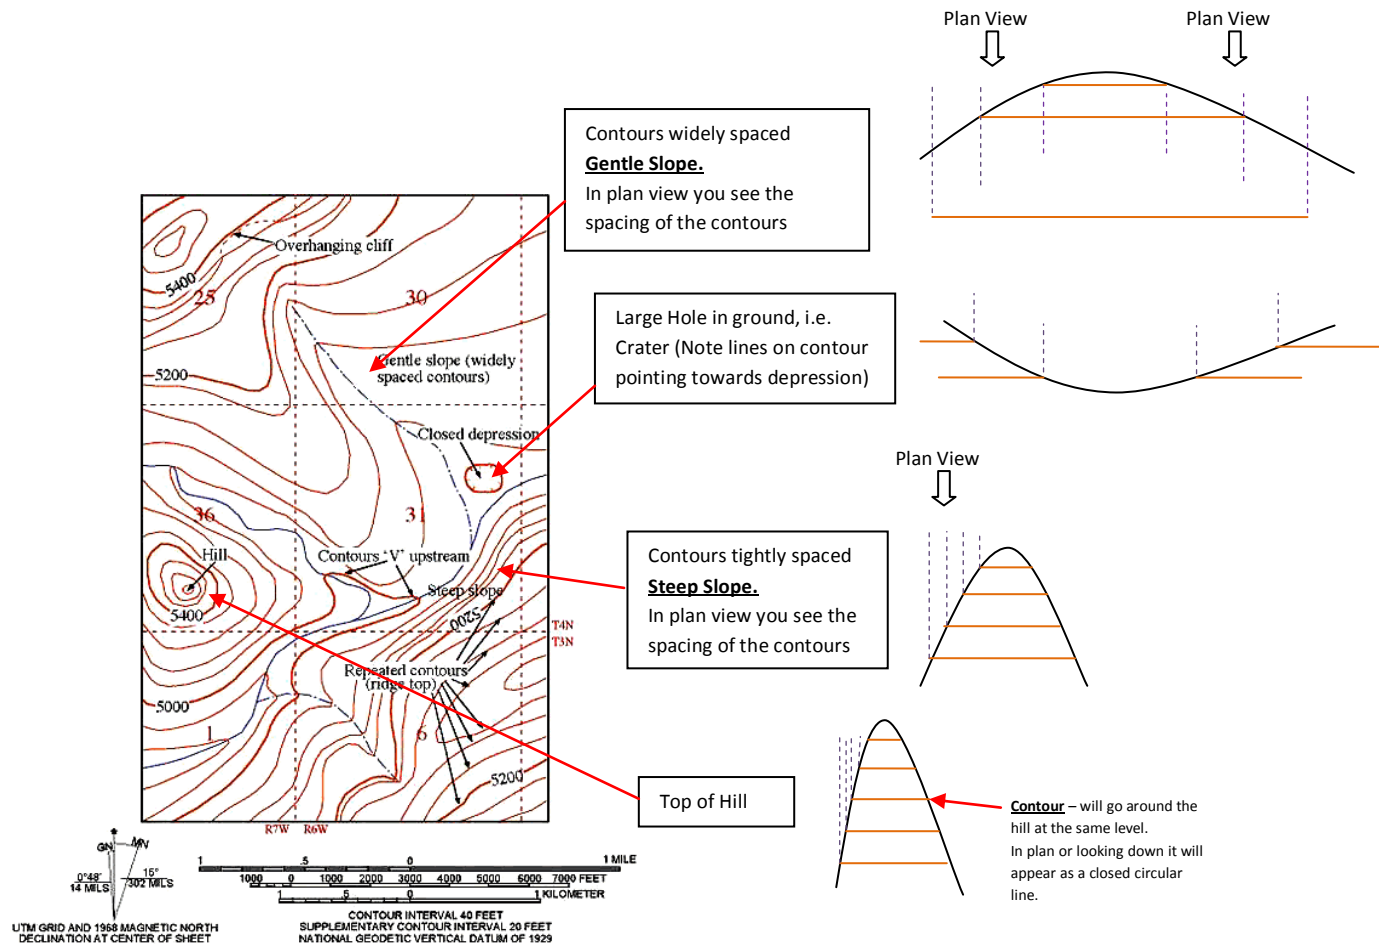 Plan View
Plan View
Contours widely spaced
Gentle Slope.
In plan view you see the
spacing of the contours
Large Hole in ground, i.e.
Crater (Note lines on contour
pointing towards depression)
Plan View
Contours tightly spaced
Steep Slope.
In plan view you see the
spacing of the contours
Top of Hill
Contour – will go around the
hill at the same level.
In plan or looking down it will
appear as a closed circular
line.
Overhanging cliff
5400
25
30
Gentle slope (widely
spaced contours)
5200
Closed depression
36
31
Hill
Contours 'V' upstream
Steep slope
5400
5200
T4N
T3N
Repeated contours
(ridge top)
5000
1
6
5200
R7W R6W
GN
MN
0°48'
14 MILS
15°
302 MILS
UTM GRID AND 1968 MAGNETIC NORTH
DECLINATION AT CENTER OF SHEET
1 .5 0 1 MILE
1000 0 1000 2000 3000 4000 5000 6000 7000 FEET
1 .5 0 1 KILOMETER
CONTOUR INTERVAL 40 FEET
SUPPLEMENTARY CONTOUR INTERVAL 20 FEET
NATIONAL GEODETIC VERTICAL DATUM OF 1929